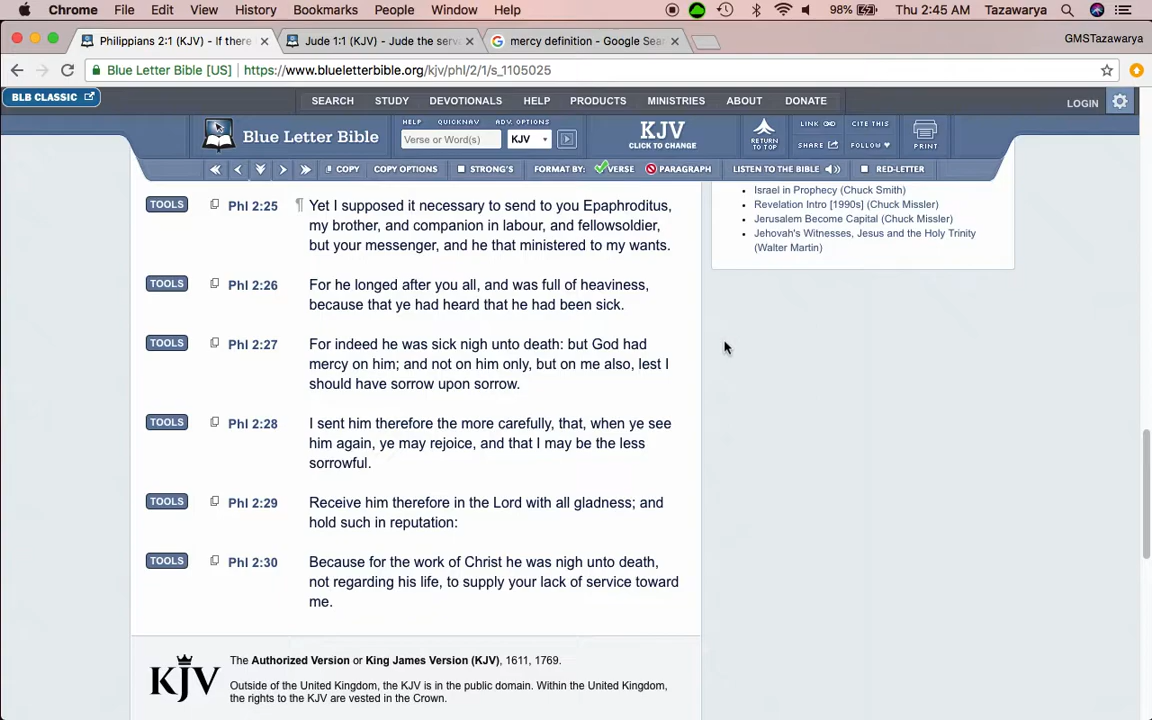 Chrome File Edit View History Bookmarks People Window Help 98% Thu 2:45 AM Tazawarya
Philippians 2:1 (KJV) - If there Jude 1:1 (KJV) - Jude the serva mercy definition - Google Sear GMSTazawarya
Blue Letter Bible [US] https://www.blueletterbible.org/kjv/phl/2/1/s_1105025
BLB CLASSIC SEARCH STUDY DEVOTIONALS HELP PRODUCTS MINISTRIES ABOUT DONATE LOGIN
HELP QUICKNAV ADV. OPTIONS
Blue Letter Bible Verse or Word(s) KJV KJV CLICK TO CHANGE RETURN TO TOP LINK CITE THIS SHARE FOLLOW PRINT
COPY COPY OPTIONS STRONG'S FORMAT BY: VERSE PARAGRAPH LISTEN TO THE BIBLE RED-LETTER
Israel in Prophecy (Chuck Smith)
Revelation Intro [1990s] (Chuck Missler)
Jerusalem Become Capital (Chuck Missler)
Jehovah's Witnesses, Jesus and the Holy Trinity
(Walter Martin)
TOOLS Phl 2:25 ¶ Yet I supposed it necessary to send to you Epaphroditus,
my brother, and companion in labour, and fellowsoldier,
but your messenger, and he that ministered to my wants.
TOOLS Phl 2:26 For he longed after you all, and was full of heaviness,
because that ye had heard that he had been sick.
TOOLS Phl 2:27 For indeed he was sick nigh unto death: but God had
mercy on him; and not on him only, but on me also, lest I
should have sorrow upon sorrow.
TOOLS Phl 2:28 I sent him therefore the more carefully, that, when ye see
him again, ye may rejoice, and that I may be the less
sorrowful.
TOOLS Phl 2:29 Receive him therefore in the Lord with all gladness; and
hold such in reputation:
TOOLS Phl 2:30 Because for the work of Christ he was nigh unto death,
not regarding his life, to supply your lack of service toward
me.
KJV
The Authorized Version or King James Version (KJV), 1611, 1769.
Outside of the United Kingdom, the KJV is in the public domain. Within the United Kingdom,
the rights to the KJV are vested in the Crown.